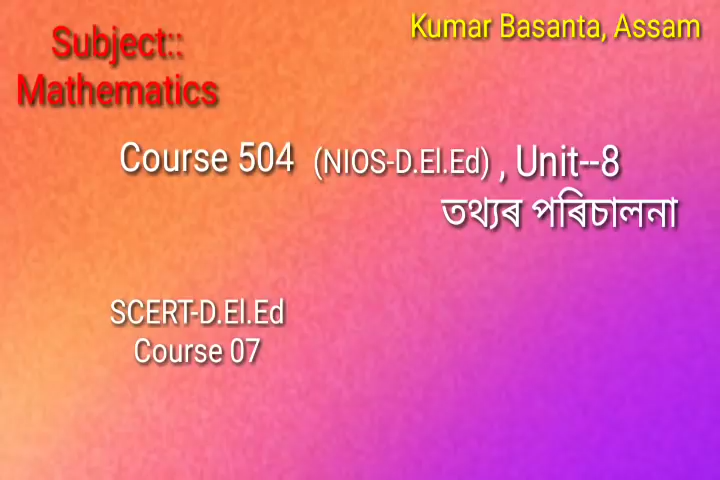 Kumar Basanta, Assam
Subject::
Mathematics
Course 504 (NIOS-D.El.Ed) , Unit--8
তথ্যৰ পৰিচালনা
SCERT-D.El.Ed
Course 07